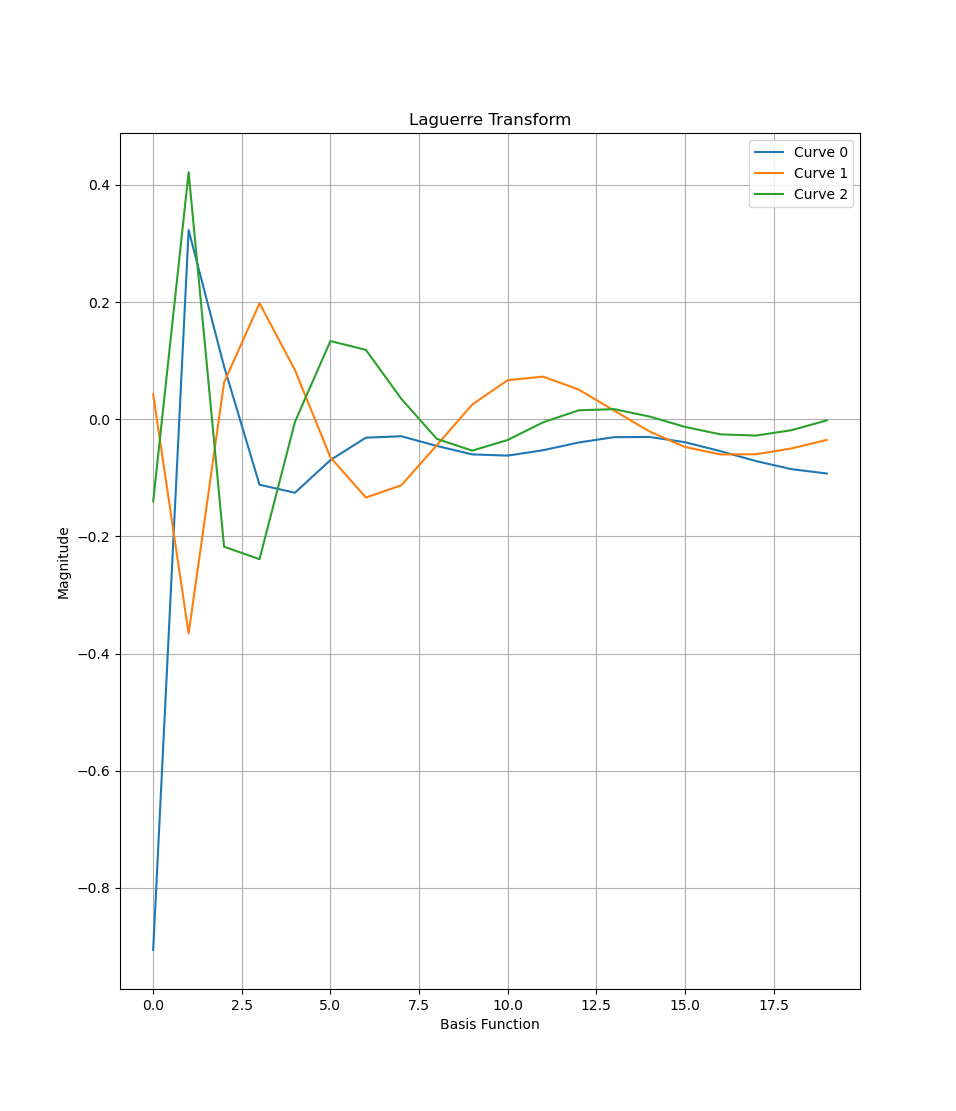 Laguerre Transform
Curve 0
Curve 1
Curve 2
0.4
0.2
0.0
−0.2
−0.4
−0.6
−0.8
Magnitude
0.0 2.5 5.0 7.5 10.0 12.5 15.0 17.5
Basis Function